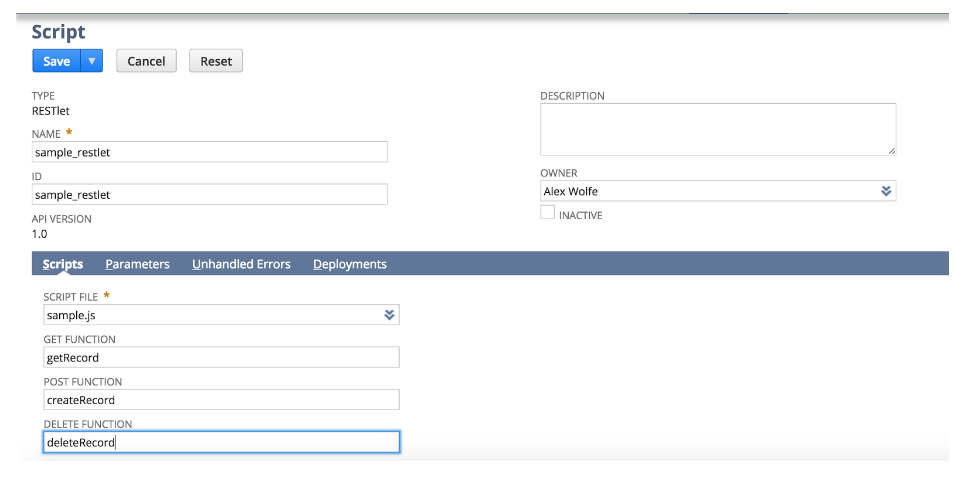 Script
Save
Cancel
Reset
TYPE
RESTlet
NAME *
sample_restlet
ID
sample_restlet
API VERSION
1.0
DESCRIPTION
OWNER
Alex Wolfe
INACTIVE
Scripts Parameters Unhandled Errors Deployments
SCRIPT FILE *
sample.js
GET FUNCTION
getRecord
POST FUNCTION
createRecord
DELETE FUNCTION
deleteRecord